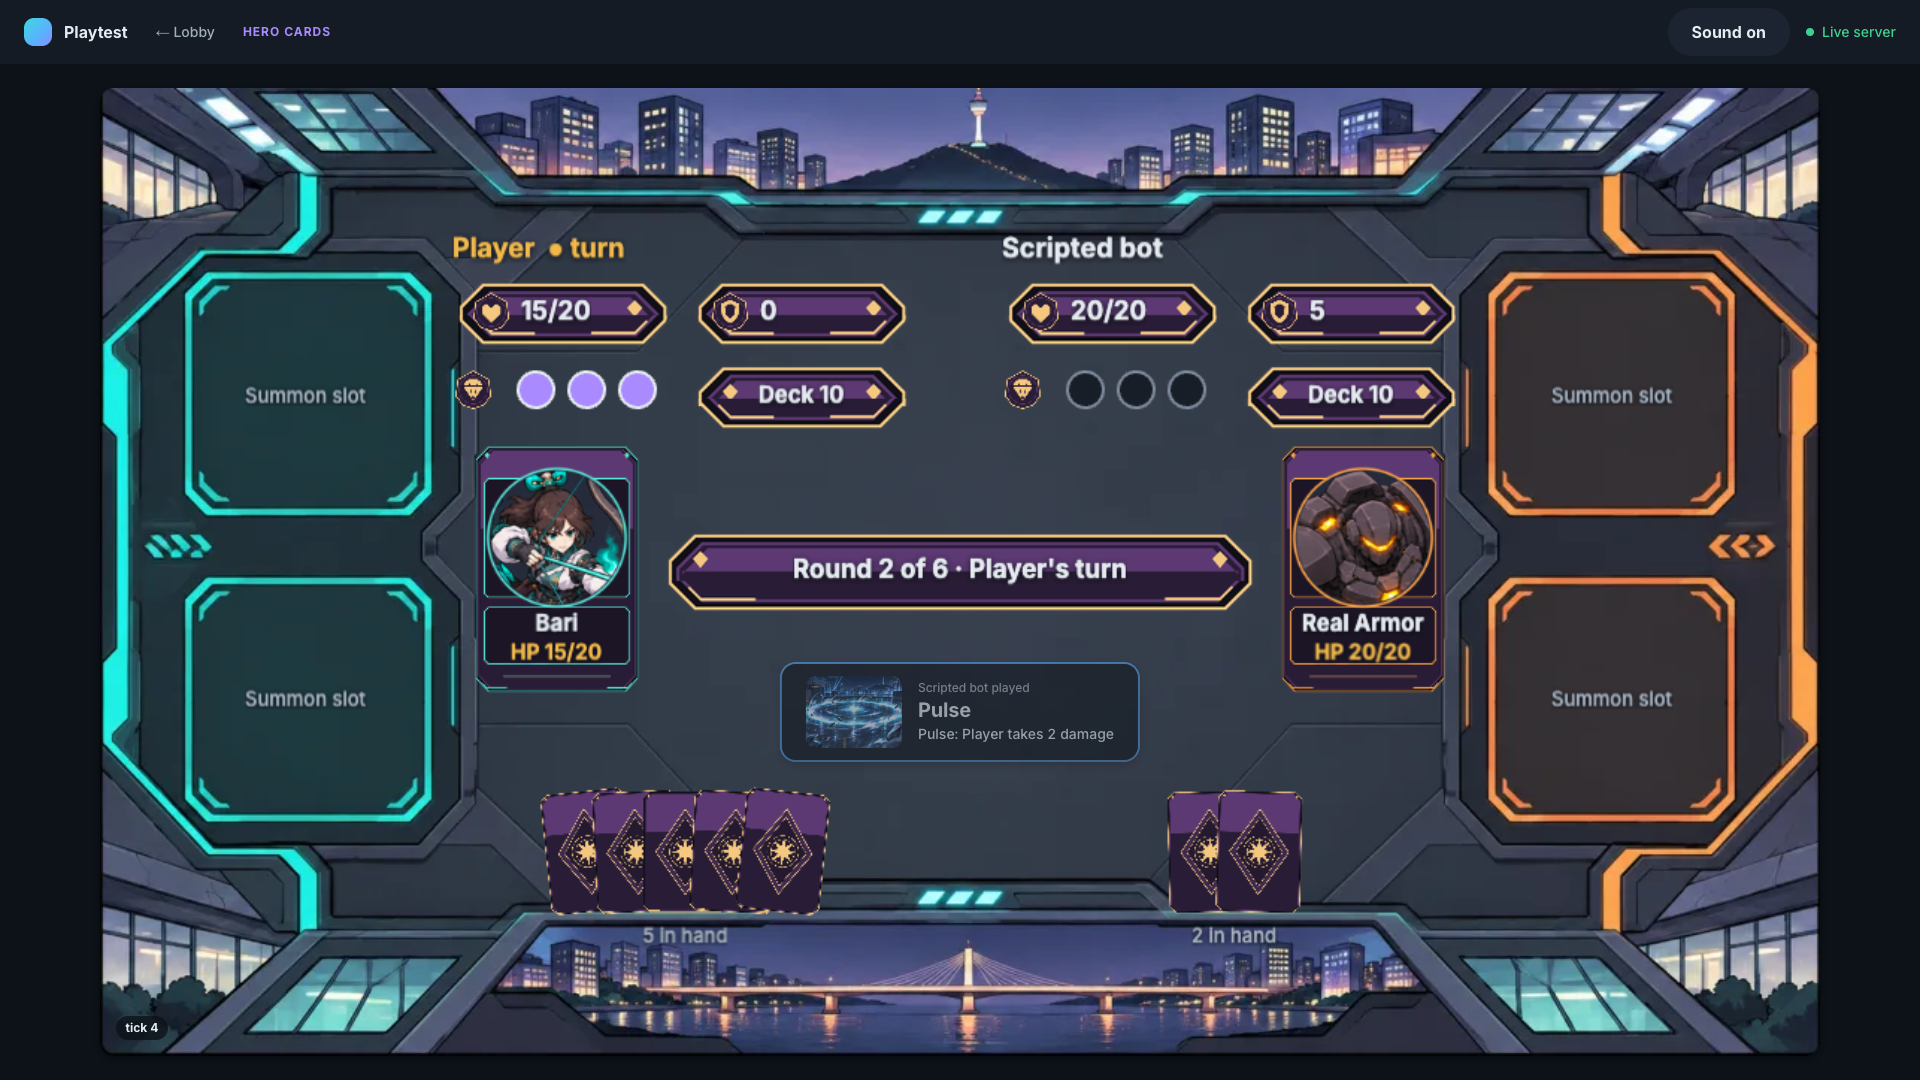 Playtest
← Lobby
HERO CARDS
Sound on
Live server
Player • turn
Scripted bot
15/20
0
20/20
5
Deck 10
Deck 10
Summon slot
Summon slot
Round 2 of 6 · Player's turn
Bari
HP 15/20
Real Armor
HP 20/20
Scripted bot played
Pulse
Pulse: Player takes 2 damage
Summon slot
Summon slot
5 in hand
2 in hand
tick 4